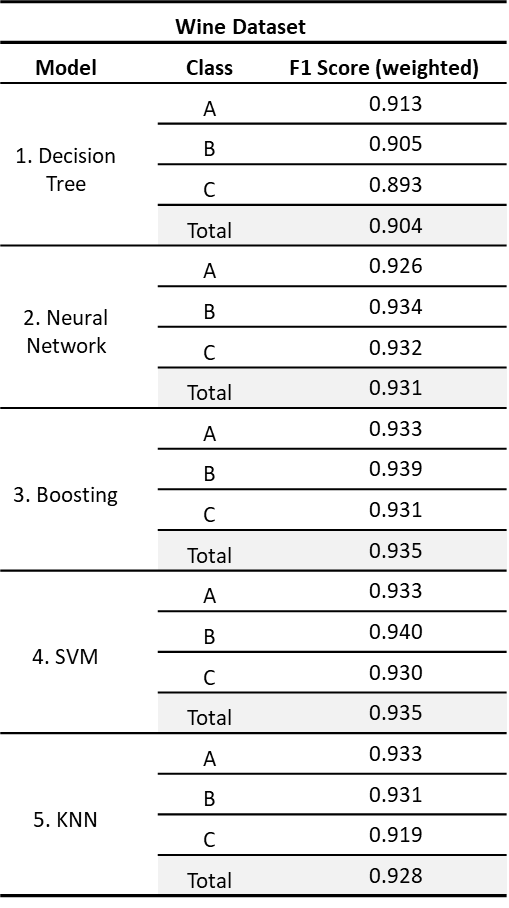 Wine Dataset
Model Class F1 Score (weighted)
1. Decision Tree
A 0.913
B 0.905
C 0.893
Total 0.904
2. Neural Network
A 0.926
B 0.934
C 0.932
Total 0.931
3. Boosting
A 0.933
B 0.939
C 0.931
Total 0.935
4. SVM
A 0.933
B 0.940
C 0.930
Total 0.935
5. KNN
A 0.933
B 0.931
C 0.919
Total 0.928